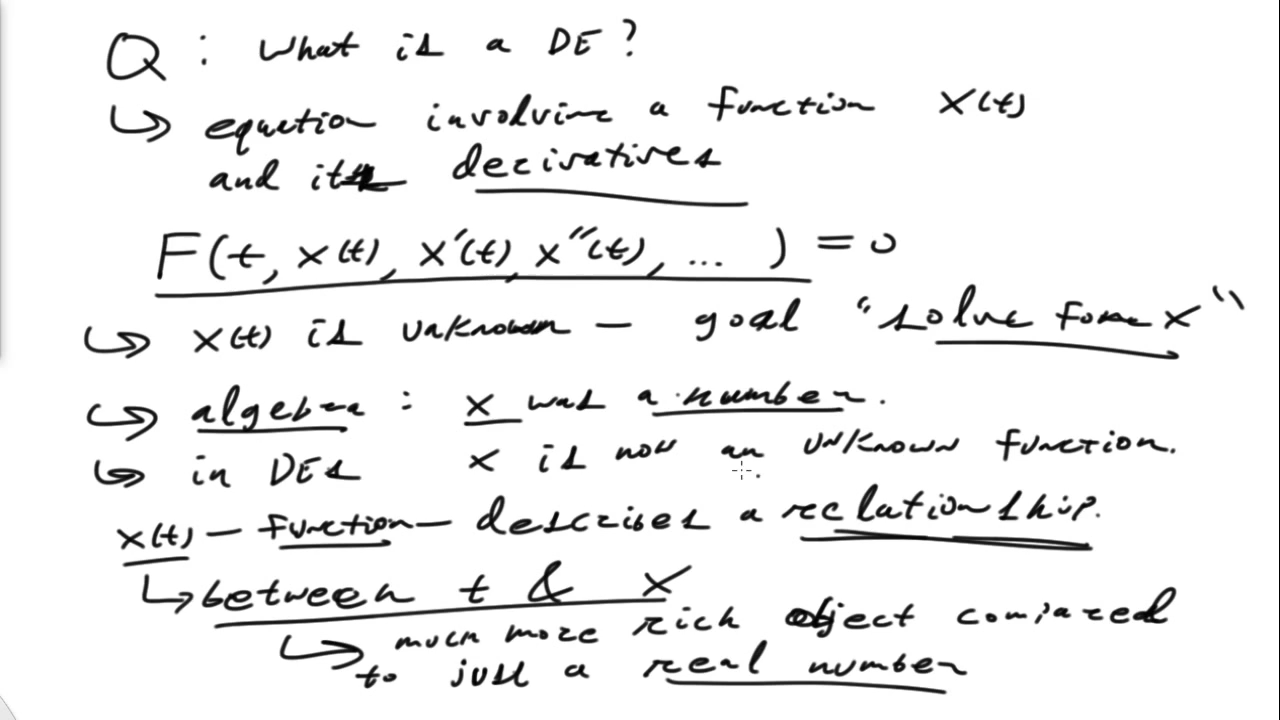 Q: What is a DE?
↳ equation involving a function x(t)
and its derivatives
F(t, x(t), x'(t), x''(t), ... ) = 0
↳ x(t) is unknown — goal "solve for x"
↳ algebra : x was a number.
↳ in DEs x is now an unknown function.
x(t) — function — describes a relationship.
↳ between t & x
↳ much more rich object compared
to just a real number